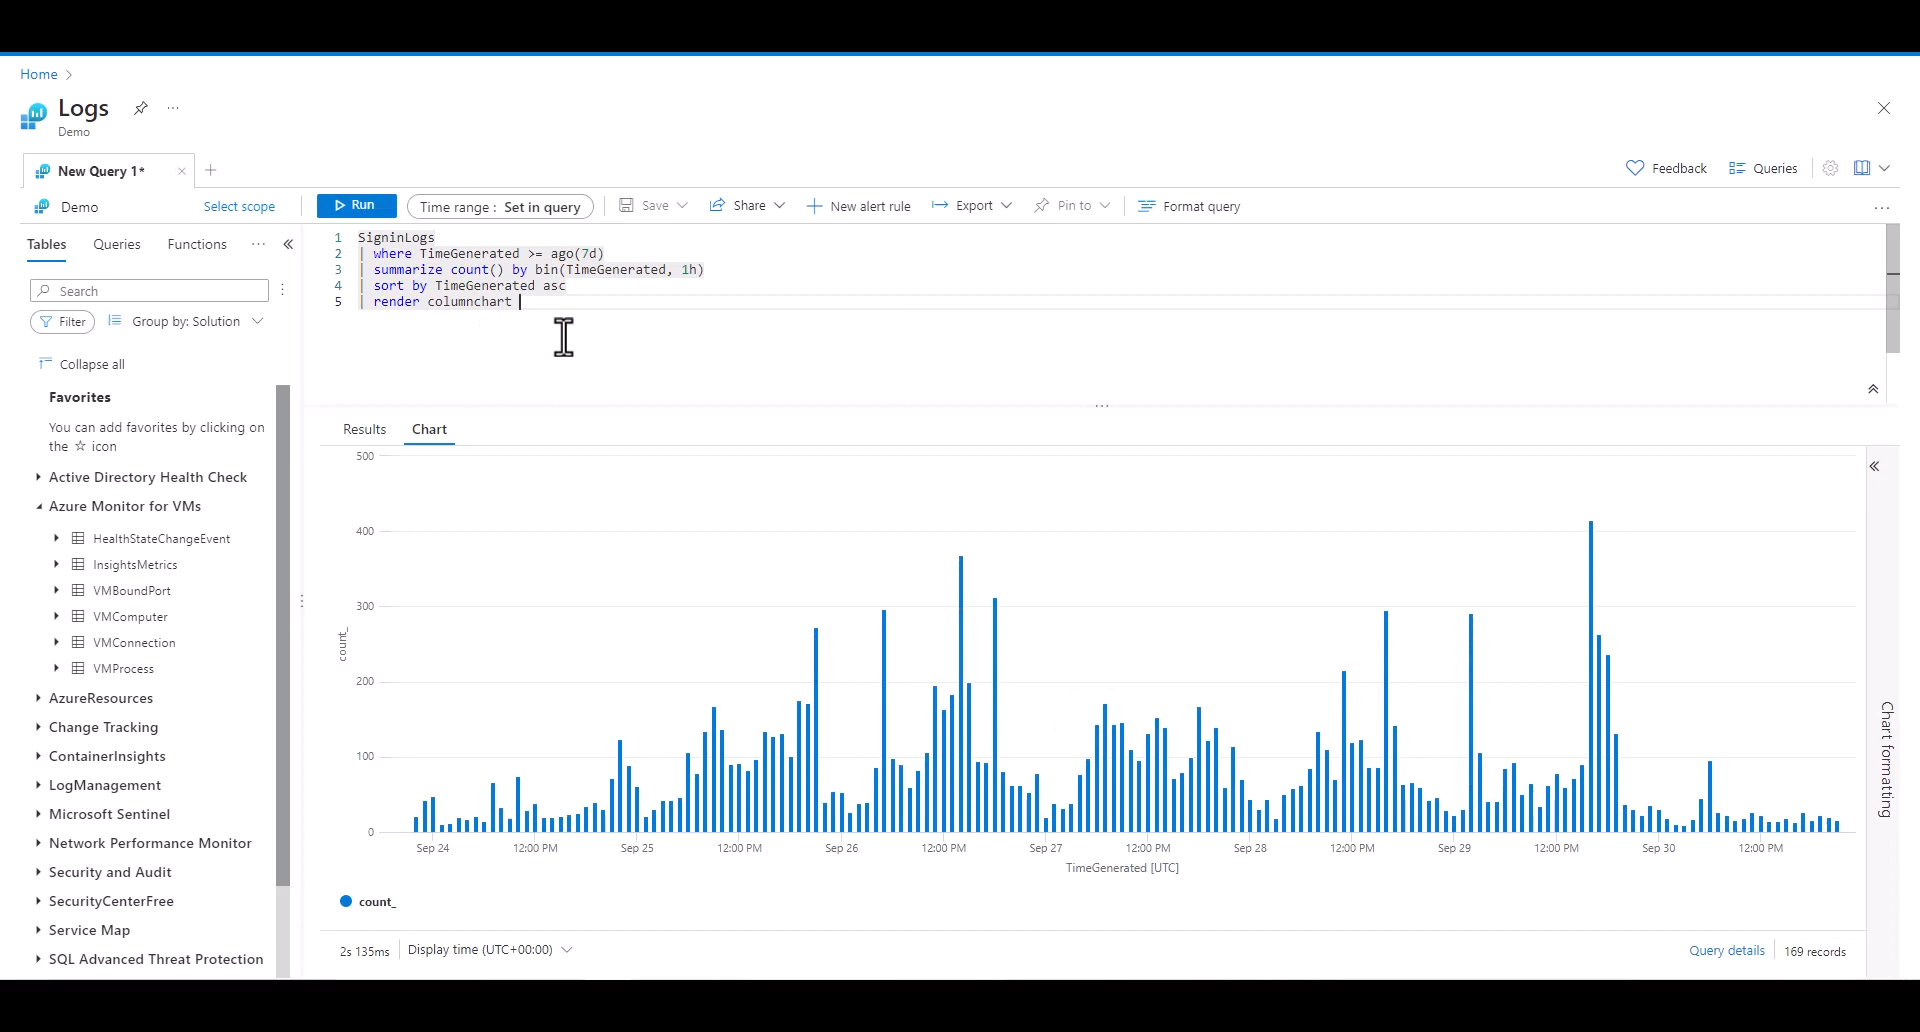 Home
Logs
Demo
New Query 1*
Feedback
Queries
Demo
Select scope
Run
Time range : Set in query
Save
Share
New alert rule
Export
Pin to
Format query
Tables
Queries
Functions
Search
Filter
Group by: Solution
Collapse all
Favorites
You can add favorites by clicking on
the ☆ icon
Active Directory Health Check
Azure Monitor for VMs
HealthStateChangeEvent
InsightsMetrics
VMBoundPort
VMComputer
VMConnection
VMProcess
AzureResources
Change Tracking
ContainerInsights
LogManagement
Microsoft Sentinel
Network Performance Monitor
Security and Audit
SecurityCenterFree
Service Map
SQL Advanced Threat Protection
1 SigninLogs
2 | where TimeGenerated >= ago(7d)
3 | summarize count() by bin(TimeGenerated, 1h)
4 | sort by TimeGenerated asc
5 | render columnchart
Results
Chart
500
400
300
200
100
0
count_
Sep 24
12:00 PM
Sep 25
12:00 PM
Sep 26
12:00 PM
Sep 27
12:00 PM
Sep 28
12:00 PM
Sep 29
12:00 PM
Sep 30
12:00 PM
TimeGenerated [UTC]
count_
Chart formatting
2s 135ms
Display time (UTC+00:00)
Query details
169 records